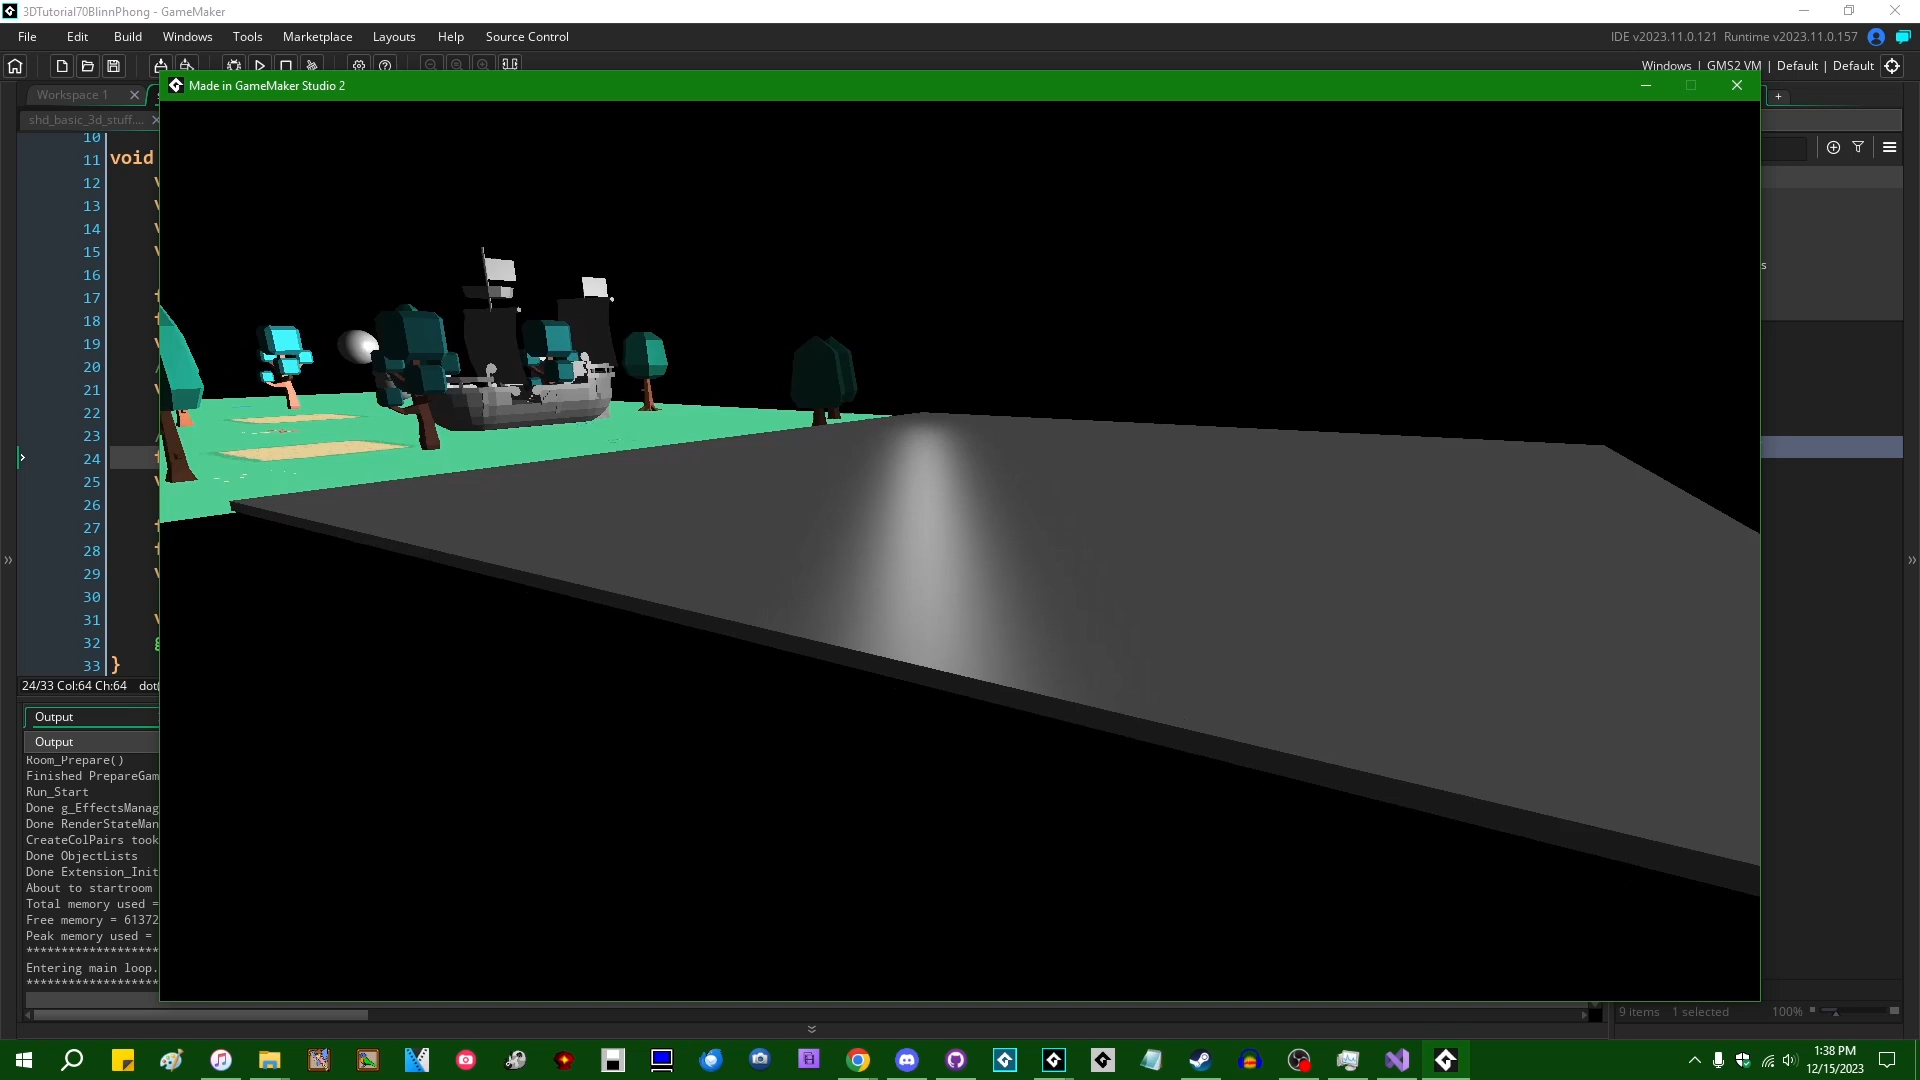 3DTutorial70BlinnPhong - GameMaker
File Edit Build Windows Tools Marketplace Layouts Help Source Control
IDE v2023.11.0.121 Runtime v2023.11.0.157
Windows | GMS2 VM | Default | Default
Workspace 1
Made in GameMaker Studio 2
shd_basic_3d_stuff....
10
11 void
12
13
14
15
16
17
18
19
20
21
22
23
24
25
26
27
28
29
30
31
32
33 }
24/33 Col:64 Ch:64 dot(
Output
Output
Room_Prepare()
Finished PrepareGam
Run_Start
Done g_EffectsManag
Done RenderStateMan
CreateColPairs took
Done ObjectLists
Done Extension_Init
About to startroom
Total memory used =
Free memory = 61372
Peak memory used =
*******************
Entering main loop.
*******************
9 items 1 selected 100%
1:38 PM
12/15/2023